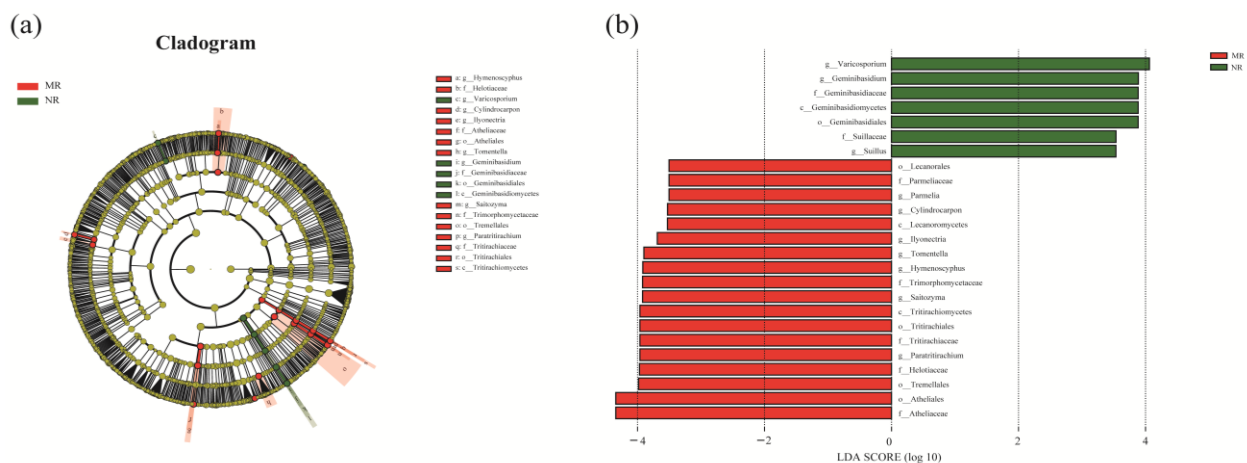 (a)
Cladogram
MR
NR
a: g__Hymenoscyphus
b: f__Helotiaceae
c: g__Varicosporium
d: g__Cylindrocarpon
e: g__Ilyonectria
f: f__Atheliaceae
g: o__Atheliales
h: g__Tomentella
i: g__Geminibasidium
j: f__Geminibasidiaceae
k: o__Geminibasidiales
l: c__Geminibasidiomycetes
m: g__Saitozyma
n: f__Trimorphomycetaceae
o: o__Tremellales
p: g__Paratritirachium
q: f__Tritirachiaceae
r: o__Tritirachiales
s: c__Tritirachiomycetes
b
o
h
(b)
MR
NR
g__Varicosporium
g__Geminibasidium
f__Geminibasidiaceae
c__Geminibasidiomycetes
o__Geminibasidiales
f__Suillaceae
g__Suillus
o__Lecanorales
f__Parmeliaceae
g__Parmelia
g__Cylindrocarpon
c__Lecanoromycetes
g__Ilyonectria
g__Tomentella
g__Hymenoscyphus
f__Trimorphomycetaceae
g__Saitozyma
c__Tritirachiomycetes
o__Tritirachiales
f__Tritirachiaceae
g__Paratritirachium
f__Helotiaceae
o__Tremellales
o__Atheliales
f__Atheliaceae
−4 −2 0 2 4
LDA SCORE (log 10)